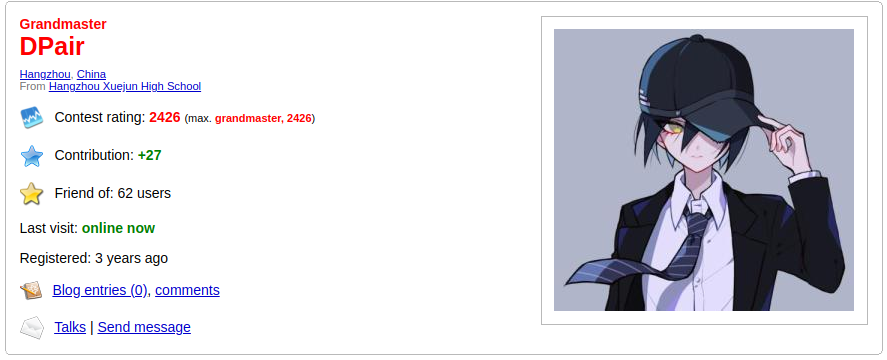 Grandmaster
DPair
Hangzhou, China
From Hangzhou Xuejun High School
Contest rating: 2426 (max. grandmaster, 2426)
Contribution: +27
Friend of: 62 users
Last visit: online now
Registered: 3 years ago
Blog entries (0), comments
Talks | Send message